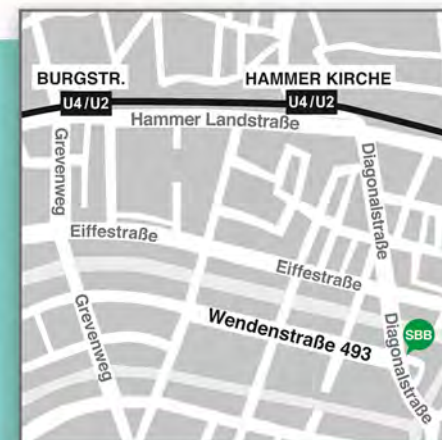 BURGSTR.
HAMMER KIRCHE
U4/U2
U4/U2
Hammer Landstraße
Grevenweg
Diagonalstraße
Eiffestraße
Eiffestraße
Grevenweg
Wendenstraße 493
Diagonalstraße
SBB